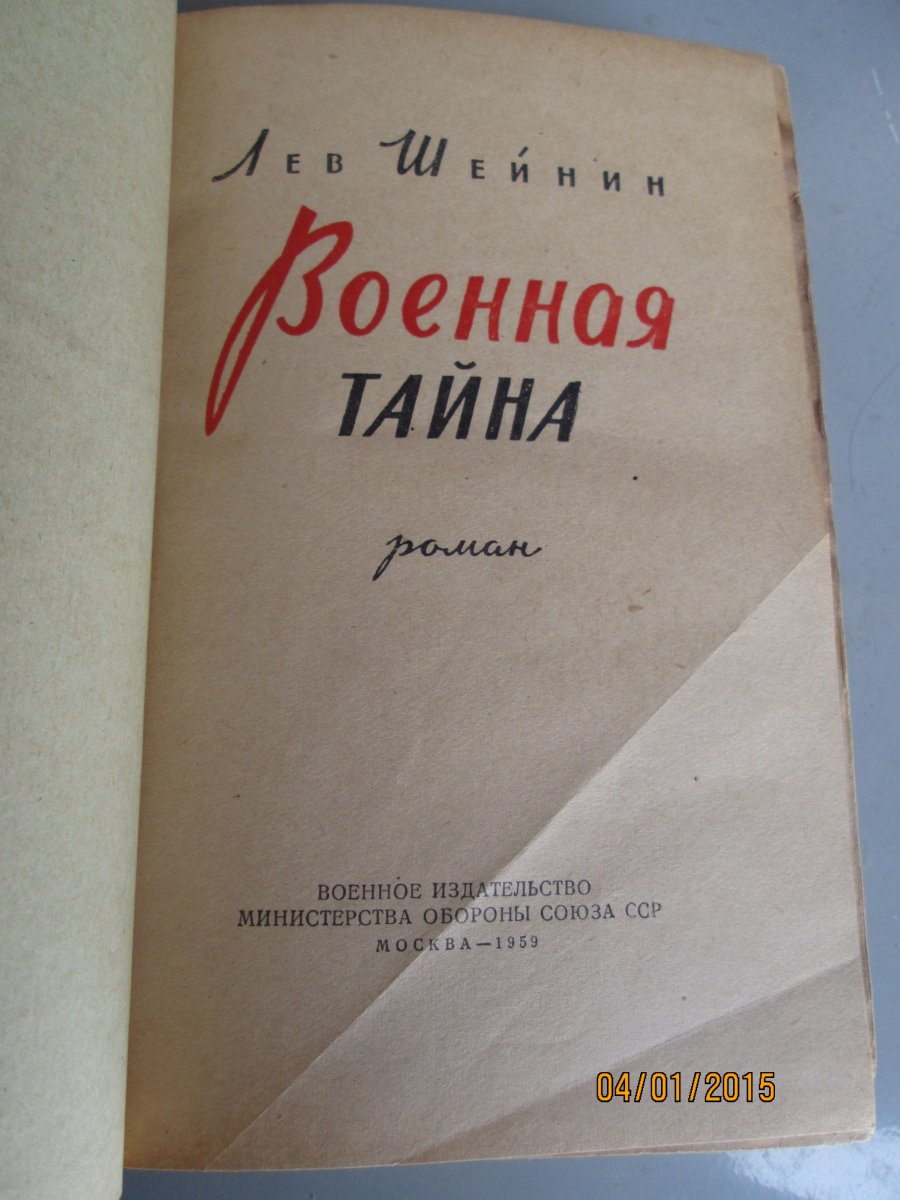 Лев Шейнин
Военная
ТАЙНА
роман
ВОЕННОЕ ИЗДАТЕЛЬСТВО
МИНИСТЕРСТВА ОБОРОНЫ СОЮЗА ССР
МОСКВА—1959
04/01/2015